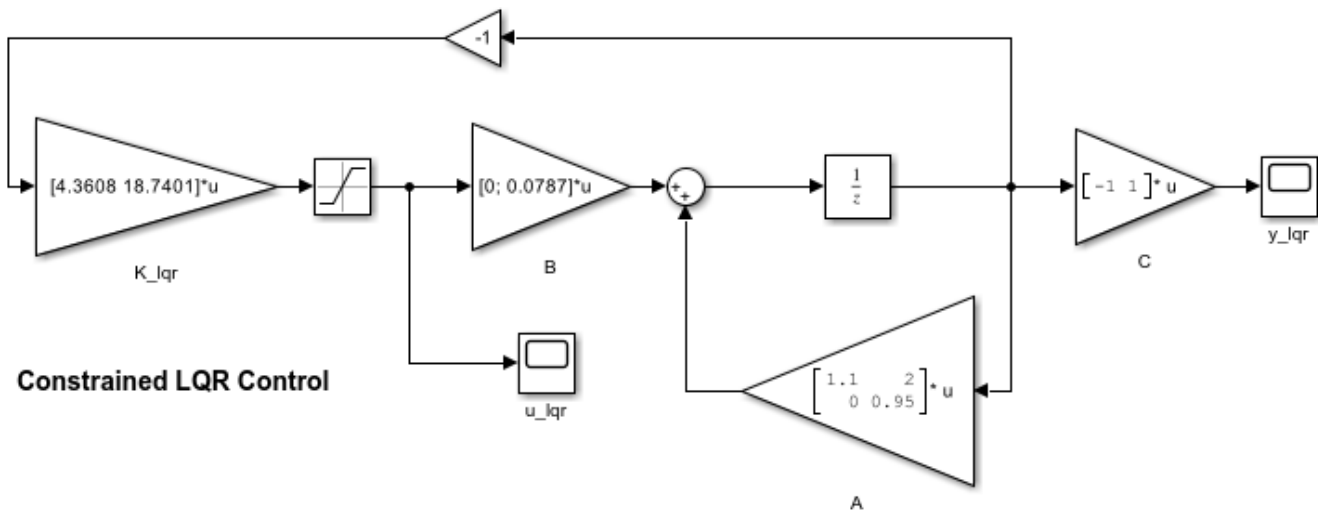 -1
[4.3608 18.7401]*u
K_lqr
[0; 0.0787]*u
B
+
+
1
z
[-1 1]* u
C
y_lqr
[1.1 2
0 0.95]* u
A
u_lqr
Constrained LQR Control